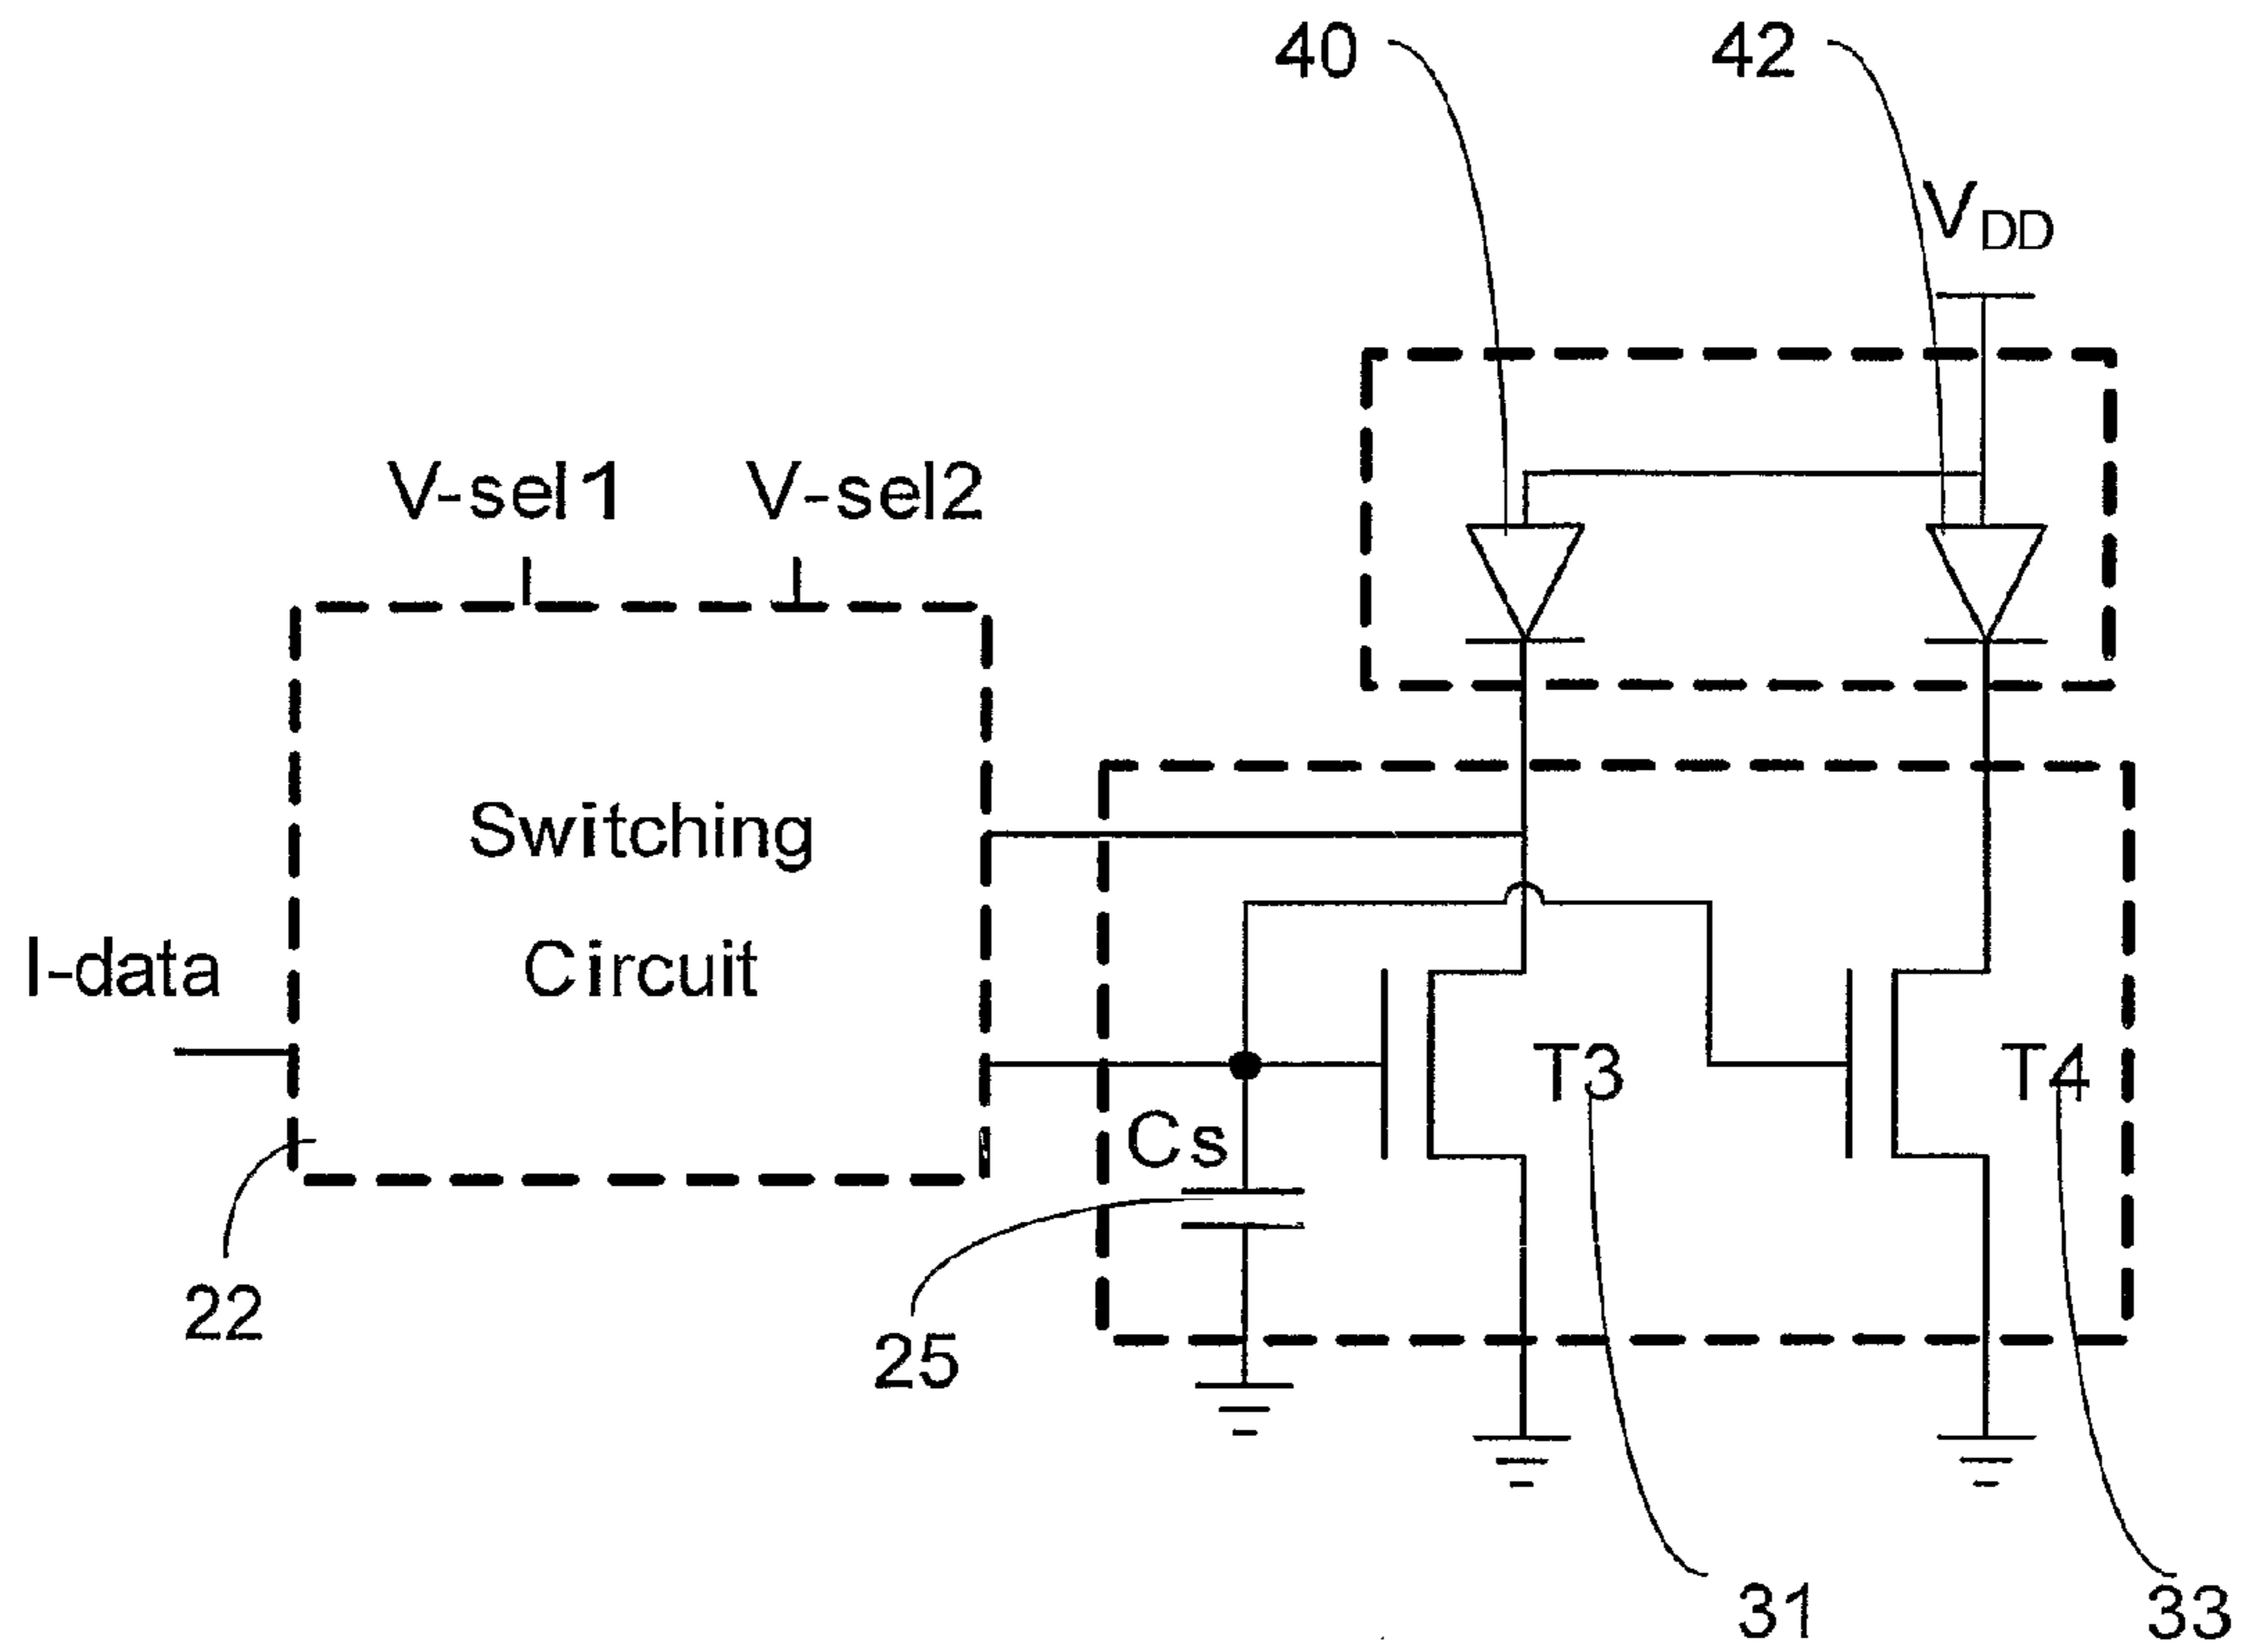 40
42
VDD
V-sel1
V-sel2
Switching
Circuit
I-data
T3
T4
Cs
22
25
31
33